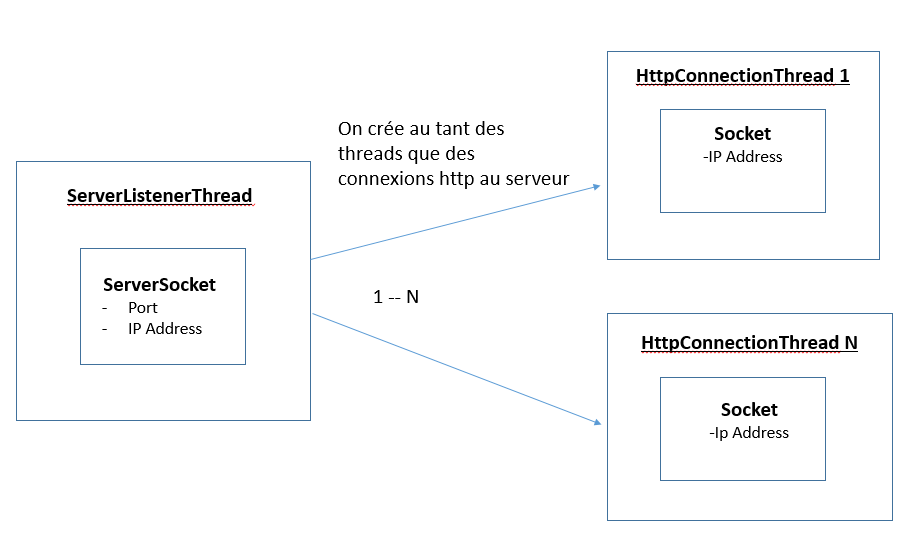 ServerListenerThread
ServerSocket
- Port
- IP Address
On crée au tant des
threads que des
connexions http au serveur
1 -- N
HttpConnectionThread 1
Socket
-IP Address
HttpConnectionThread N
Socket
-Ip Address